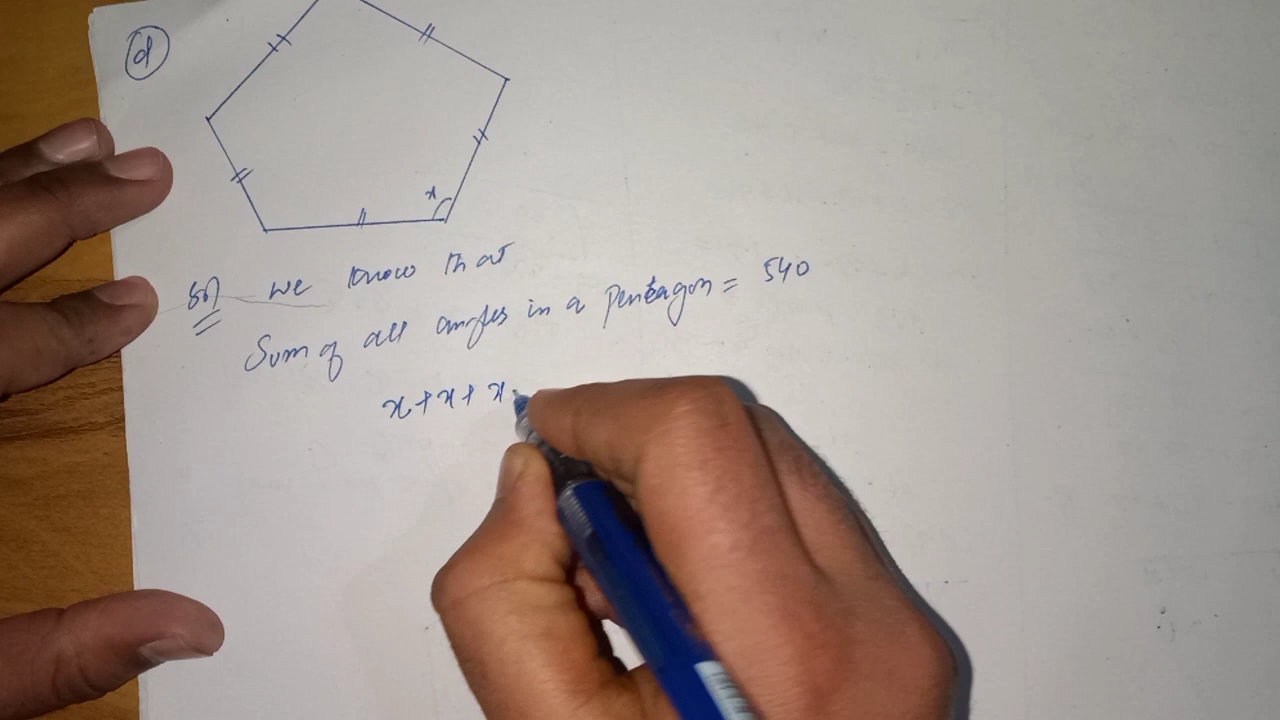 d
x
Sol we know that
Sum of all angles in a Pentagon = 540
x+x+x